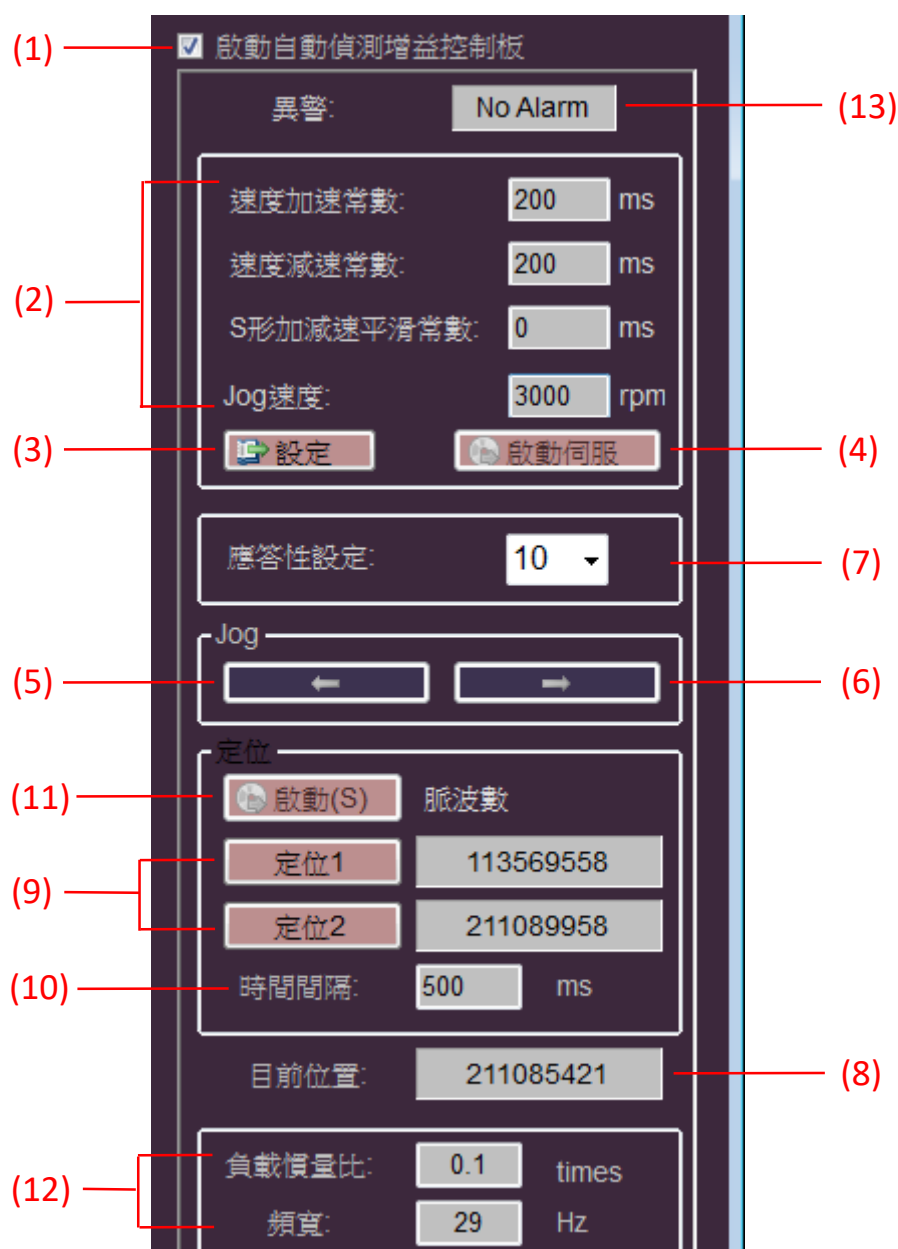 (1) 啟動自動偵測增益控制板
異警: No Alarm (13)
速度加速常數: 200 ms
速度減速常數: 200 ms
(2)
S形加減速平滑常數: 0 ms
Jog速度: 3000 rpm
(3) 設定 啟動伺服 (4)
應答性設定: 10 (7)
Jog
(5) ← → (6)
定位
(11) 啟動(S) 脈波數
定位1 113569558
(9)
定位2 211089958
(10) 時間間隔: 500 ms
目前位置: 211085421 (8)
負載慣量比: 0.1 times
(12)
頻寬: 29 Hz